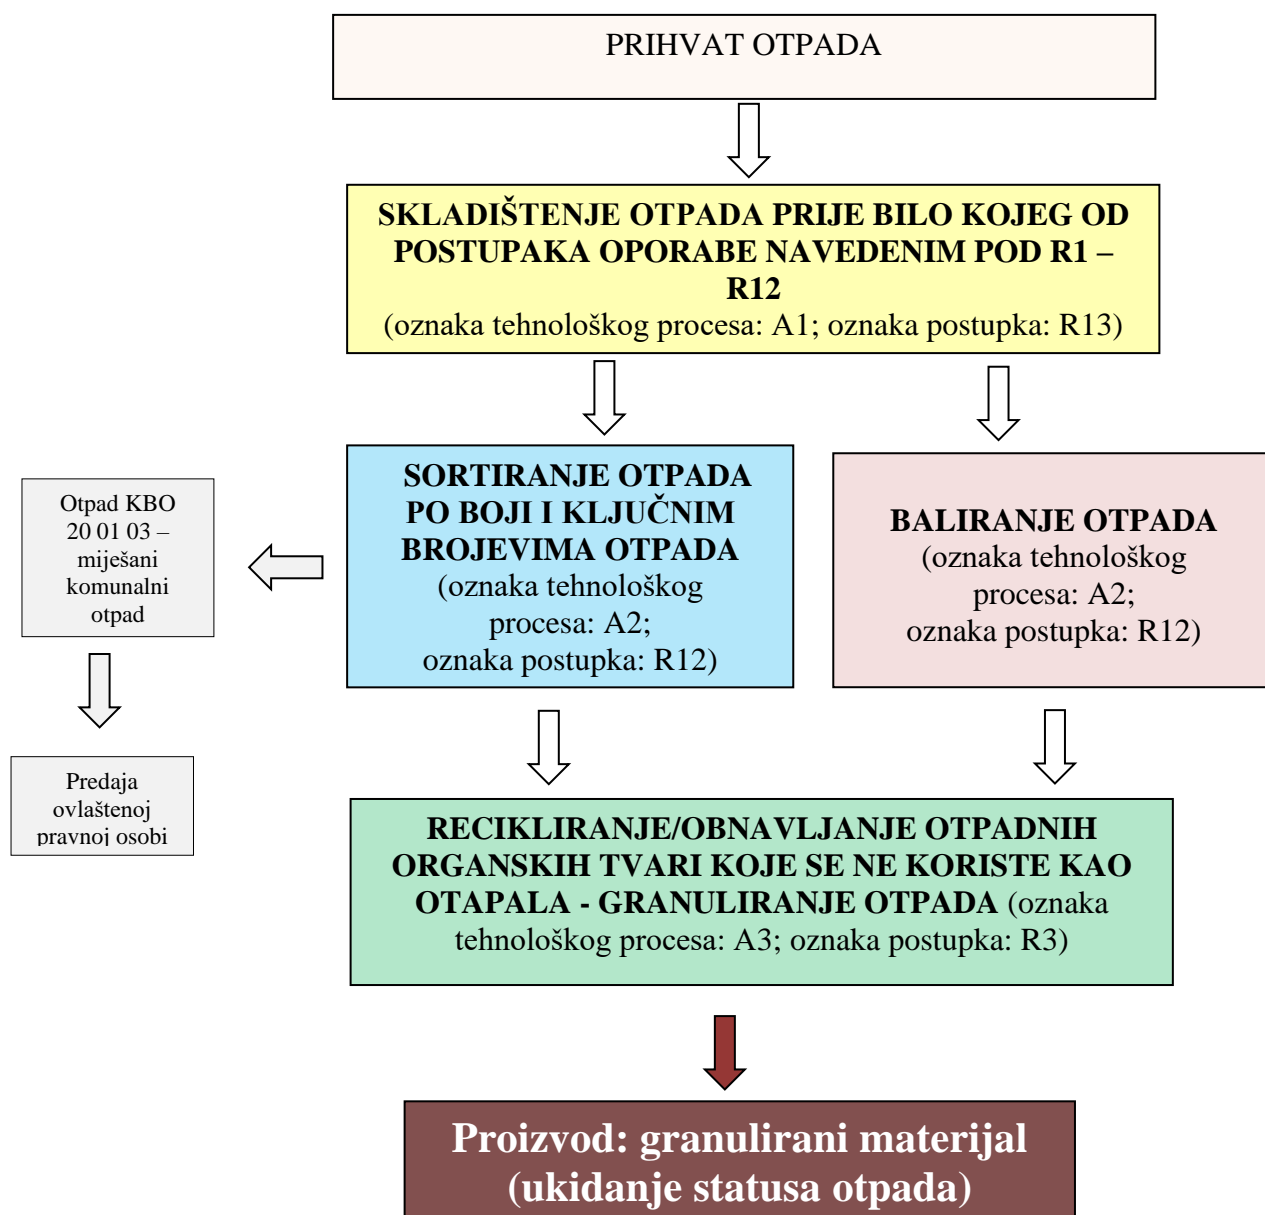 PRIHVAT OTPADA
SKLADIŠTENJE OTPADA PRIJE BILO KOJEG OD
POSTUPAKA OPORABE NAVEDENIM POD R1 –
R12
(oznaka tehnološkog procesa: A1; oznaka postupka: R13)
SORTIRANJE OTPADA
PO BOJI I KLJUČNIM
BROJEVIMA OTPADA
(oznaka tehnološkog
procesa: A2;
oznaka postupka: R12)
BALIRANJE OTPADA
(oznaka tehnološkog
procesa: A2;
oznaka postupka: R12)
Otpad KBO
20 01 03 –
miješani
komunalni
otpad
Predaja
ovlaštenoj
pravnoj osobi
RECIKLIRANJE/OBNAVLJANJE OTPADNIH
ORGANSKIH TVARI KOJE SE NE KORISTE KAO
OTAPALA - GRANULIRANJE OTPADA (oznaka
tehnološkog procesa: A3; oznaka postupka: R3)
Proizvod: granulirani materijal
(ukidanje statusa otpada)